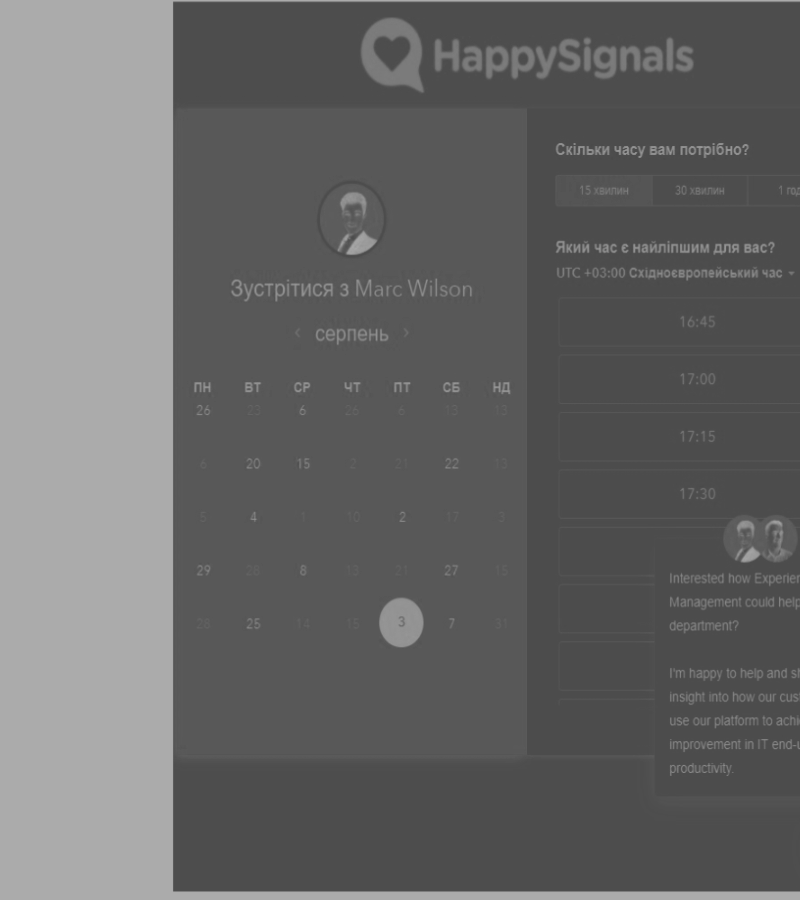 HappySignals
Зустрітися з Marc Wilson
серпень
ПН ВТ СР ЧТ ПТ СБ НД
26 23 6 26 6 13 15
6 20 15 2 21 22 13
5 4 1 10 2 17 3
29 28 8 13 21 27 15
28 25 14 15 3 7 31
Скільки часу вам потрібно?
15 хвилин 30 хвилин 1 год
Який час є найліпшим для вас?
UTC +03:00 Східноєвропейський час
16:45
17:00
17:15
17:30
Interested how Experien
Management could help
department?
I'm happy to help and sh
insight into how our cust
use our platform to achie
improvement in IT end-u
productivity.